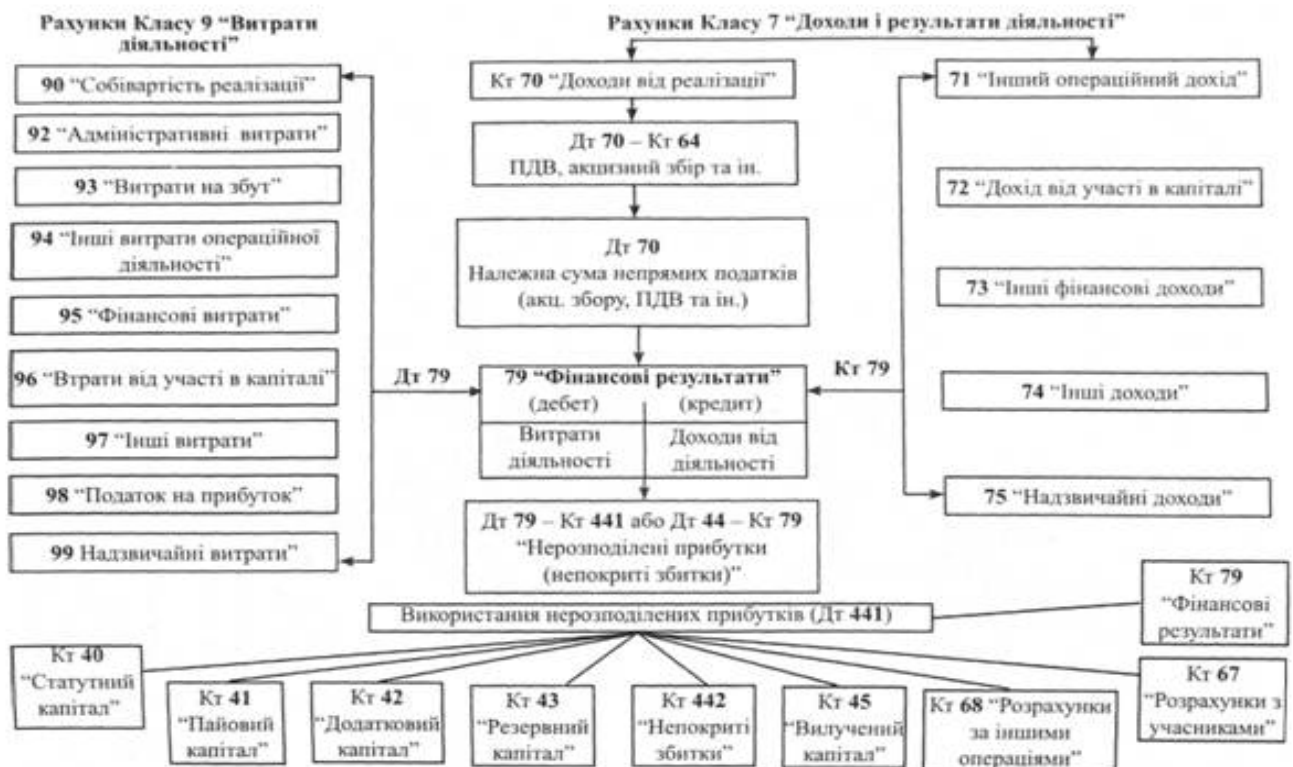 Рахунки Класу 9 “Витрати
діяльності”
90 “Собівартість реалізації”
92 “Адміністративні витрати”
93 “Витрати на збут”
94 “Інші витрати операційної
діяльності”
95 “Фінансові витрати”
96 “Втрати від участі в капіталі”
97 “Інші витрати”
98 “Податок на прибуток”
99 Надзвичайні витрати”
Дт 79
Рахунки Класу 7 “Доходи і результати діяльності”
Кт 70 “Доходи від реалізації”
Дт 70 – Кт 64
ПДВ, акцизний збір та ін.
Дт 70
Належна сума непрямих податків
(акц. збору, ПДВ та ін.)
79 “Фінансові результати”
(дебет) (кредит)
Витрати
діяльності
Доходи від
діяльності
Дт 79 – Кт 441 або Дт 44 – Кт 79
“Нерозподілені прибутки
(непокриті збитки)”
Кт 79
71 “Інший операційний дохід”
72 “Дохід від участі в капіталі”
73 “Інші фінансові доходи”
74 “Інші доходи”
75 “Надзвичайні доходи”
Використання нерозподілених прибутків (Дт 441)
Кт 79
“Фінансові
результати”
Кт 40
“Статутний
капітал”
Кт 41
“Пайовий
капітал”
Кт 42
“Додатковий
капітал”
Кт 43
“Резервний
капітал”
Кт 442
“Непокриті
збитки”
Кт 45
“Вилучений
капітал”
Кт 68 “Розрахунки
за іншими
операціями”
Кт 67
“Розрахунки з
учасниками”